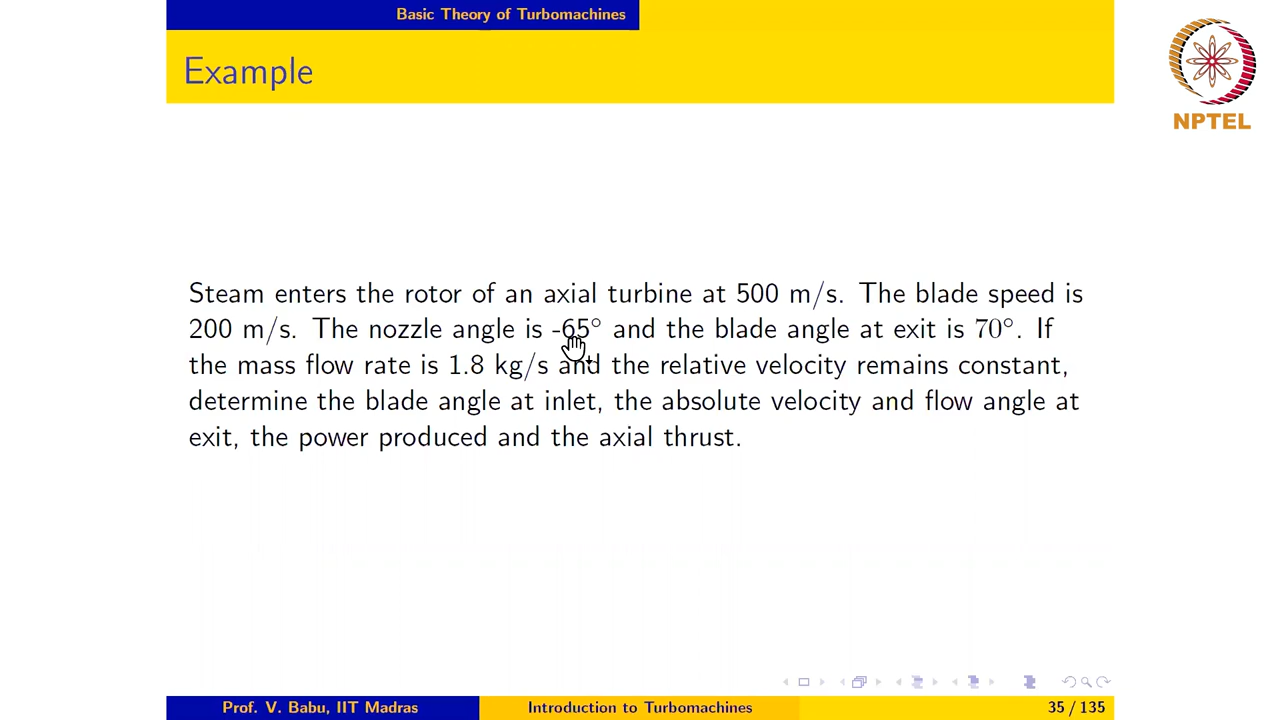 Basic Theory of Turbomachines
Example
NPTEL
Steam enters the rotor of an axial turbine at 500 m/s. The blade speed is
200 m/s. The nozzle angle is -65° and the blade angle at exit is 70°. If
the mass flow rate is 1.8 kg/s and the relative velocity remains constant,
determine the blade angle at inlet, the absolute velocity and flow angle at
exit, the power produced and the axial thrust.
Prof. V. Babu, IIT Madras
Introduction to Turbomachines
35 / 135